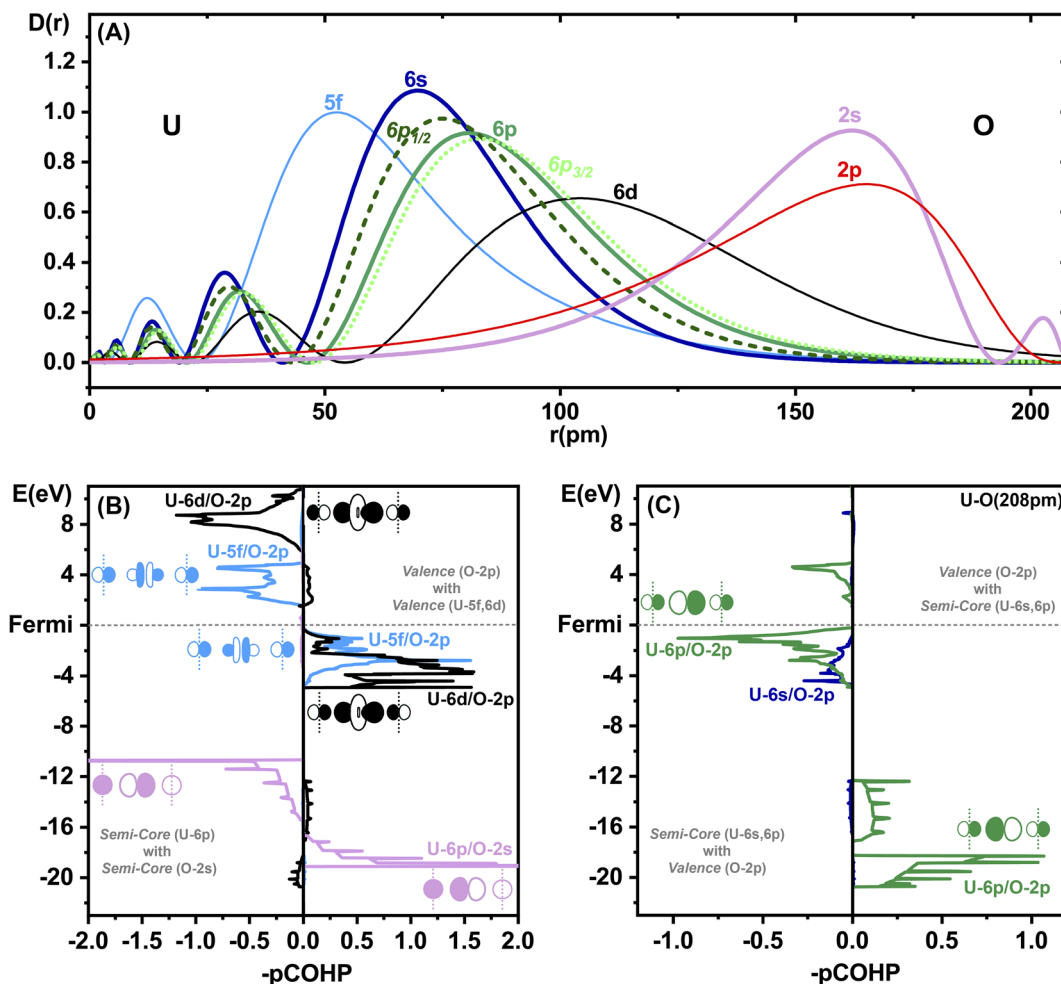 D(r)
(A)
1.2
1.0
0.8
0.6
0.4
0.2
0.0
U
5f
6s
6p1/2
6p
6p3/2
6d
2s
2p
O
0
50
100
150
200
r(pm)
E(eV)
(B)
U-6d/O-2p
8
U-5f/O-2p
4
Valence (O-2p)
with
Valence (U-5f,6d)
Fermi
U-5f/O-2p
-4
U-6d/O-2p
-8
-12
-16
Semi-Core (U-6p)
with
Semi-Core (O-2s)
U-6p/O-2s
-20
-2.0
-1.5
-1.0
-0.5
0.0
0.5
1.0
1.5
2.0
-pCOHP
E(eV)
(C)
U-O(208pm)
8
Valence (O-2p)
with
Semi-Core (U-6s,6p)
4
Fermi
U-6p/O-2p
-4
U-6s/O-2p
-8
-12
-16
Semi-Core (U-6s,6p)
with
Valence (O-2p)
U-6p/O-2p
-20
-1.0
-0.5
0.0
0.5
1.0
-pCOHP